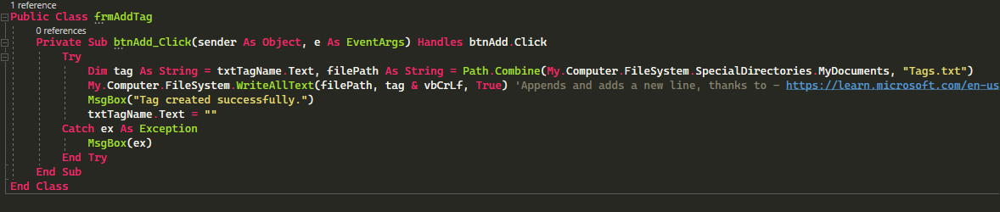 1 reference
Public Class frmAddTag
0 references
Private Sub btnAdd_Click(sender As Object, e As EventArgs) Handles btnAdd.Click
Try
Dim tag As String = txtTagName.Text, filePath As String = Path.Combine(My.Computer.FileSystem.SpecialDirectories.MyDocuments, "Tags.txt")
My.Computer.FileSystem.WriteAllText(filePath, tag & vbCrLf, True) 'Appends and adds a new line, thanks to - https://learn.microsoft.com/en-us
MsgBox("Tag created successfully.")
txtTagName.Text = ""
Catch ex As Exception
MsgBox(ex)
End Try
End Sub
End Class